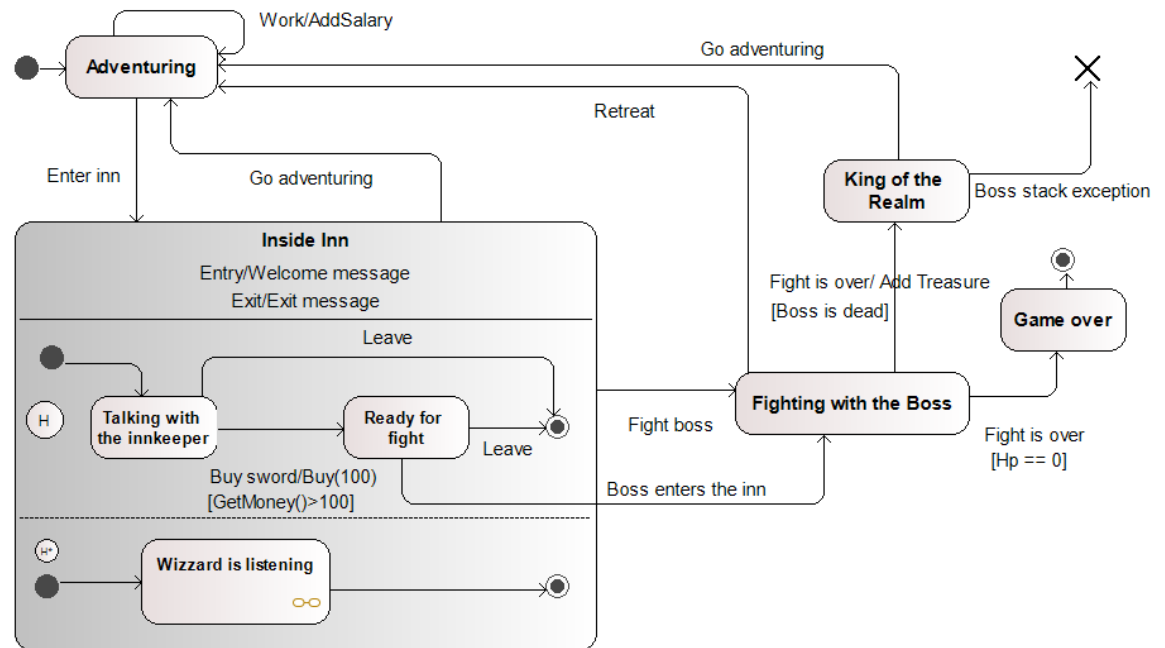 Work/AddSalary
Adventuring
Go adventuring
Retreat
Enter inn
Go adventuring
King of the
Realm
Boss stack exception
Inside Inn
Entry/Welcome message
Exit/Exit message
Fight is over/ Add Treasure
[Boss is dead]
Game over
Leave
H
Talking with
the innkeeper
Ready for
fight
Leave
Fight boss
Fighting with the Boss
Fight is over
[Hp == 0]
Buy sword/Buy(100)
[GetMoney()>100]
Boss enters the inn
H*
Wizzard is listening